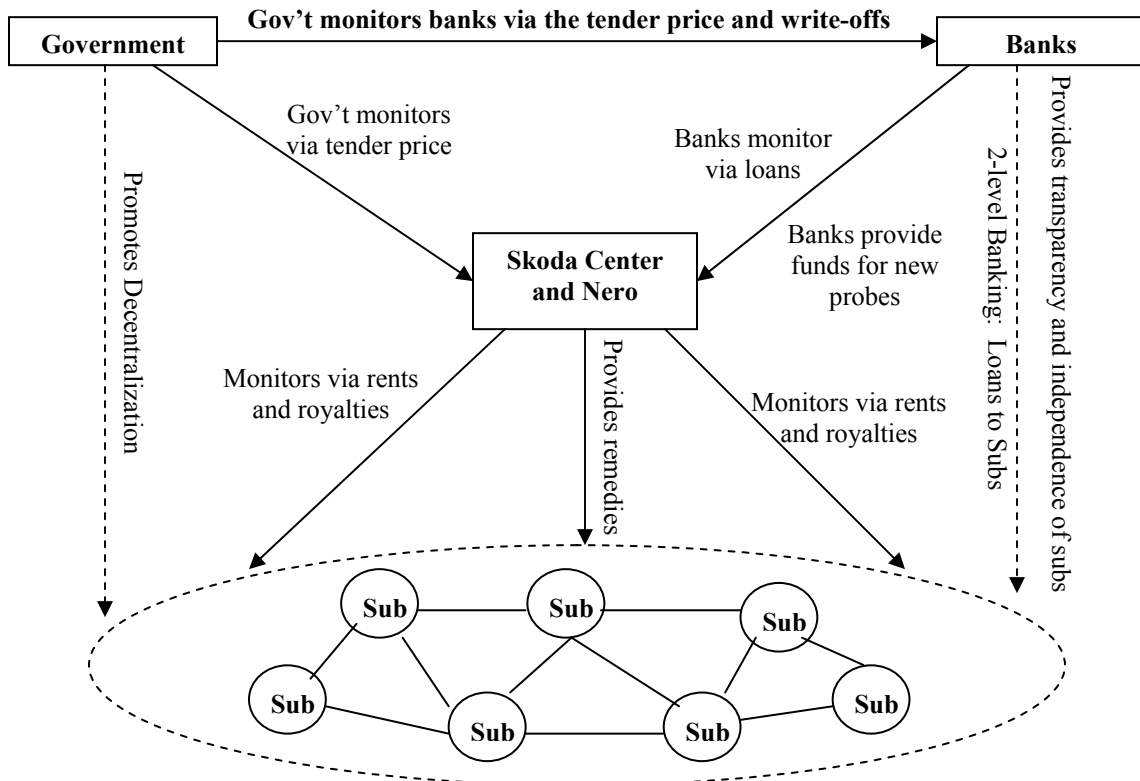 Gov’t monitors banks via the tender price and write-offs
Government
Banks
Gov’t monitors
via tender price
Banks monitor
via loans
Banks provide
funds for new
probes
Skoda Center
and Nero
Promotes Decentralization
2-level Banking:  Loans to Subs
Provides transparency and independence of subs
Monitors via rents
and royalties
Provides remedies
Monitors via rents
and royalties
Sub
Sub
Sub
Sub
Sub
Sub
Sub